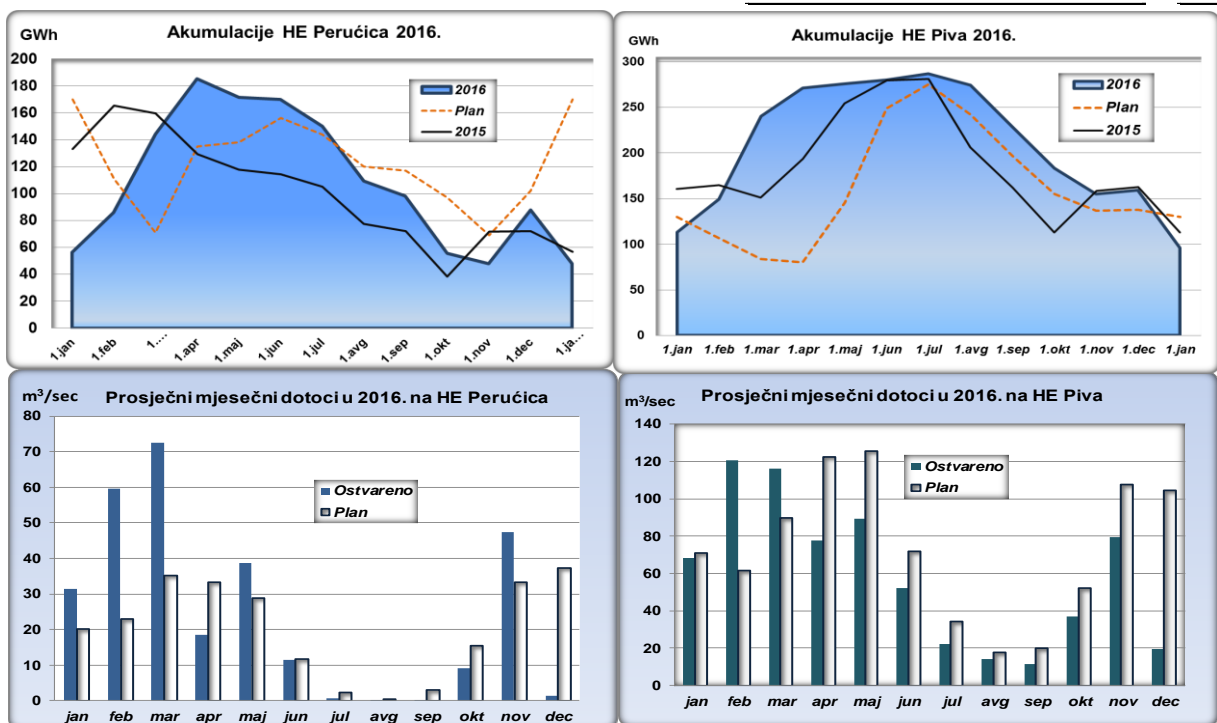 Akumulacije HE Perućica 2016.
GWh
200
180
160
140
120
100
80
60
40
20
0
2016
Plan
2015
1.jan
1.feb
1.…
1.apr
1.maj
1.jun
1.jul
1.avg
1.sep
1.okt
1.nov
1.dec
1.ja…
Akumulacije HE Piva 2016.
GWh
300
250
200
150
100
50
0
2016
Plan
2015
1.jan 1.feb 1.mar 1.apr 1.maj 1.jun 1.jul 1.avg 1.sep 1.okt 1.nov 1.dec 1.jan
m³/sec Prosječni mjesečni dotoci u 2016. na HE Perućica
80
70
60
50
40
30
20
10
0
Ostvareno
Plan
jan feb mar apr maj jun jul avg sep okt nov dec
Prosječni mjesečni dotoci u 2016. na HE Piva
m³/sec
140
120
100
80
60
40
20
0
Ostvareno
Plan
jan feb mar apr maj jun jul avg sep okt nov dec